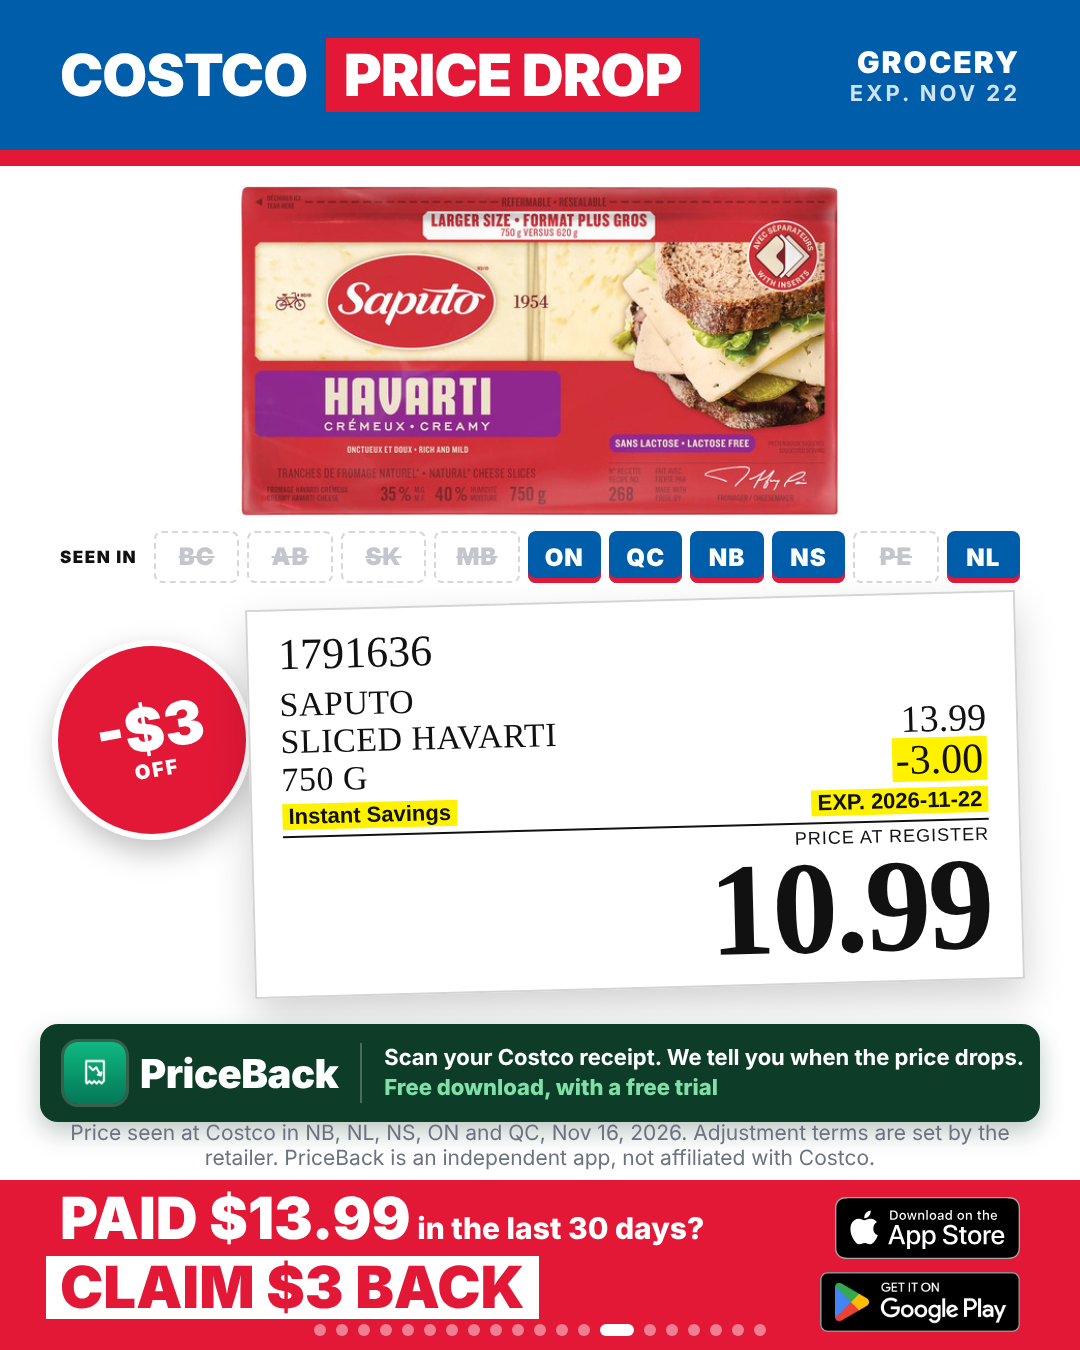 COSTCO PRICE DROP
GROCERY
EXP. NOV 22
REFERMABLE • RESEALABLE
LARGER SIZE • FORMAT PLUS GROS
750 g VERSUS 620 g
AVEC SÉPARATEURS
WITH INSERTS
Saputo
1954
HAVARTI
CRÉMEUX • CREAMY
ONCTUEUX ET DOUX • RICH AND MILD
SANS LACTOSE • LACTOSE FREE
TRANCHES DE FROMAGE NATUREL* • NATURAL* CHEESE SLICES
35% M.G. M.F. 40% HUMIDITÉ MOISTURE 750 g
268
SEEN IN BC AB SK MB ON QC NB NS PE NL
-$3
OFF
1791636
SAPUTO
SLICED HAVARTI
750 G
Instant Savings
13.99
-3.00
EXP. 2026-11-22
PRICE AT REGISTER
10.99
PriceBack
Scan your Costco receipt. We tell you when the price drops.
Free download, with a free trial
Price seen at Costco in NB, NL, NS, ON and QC, Nov 16, 2026. Adjustment terms are set by the
retailer. PriceBack is an independent app, not affiliated with Costco.
PAID $13.99 in the last 30 days?
CLAIM $3 BACK
Download on the
App Store
GET IT ON
Google Play